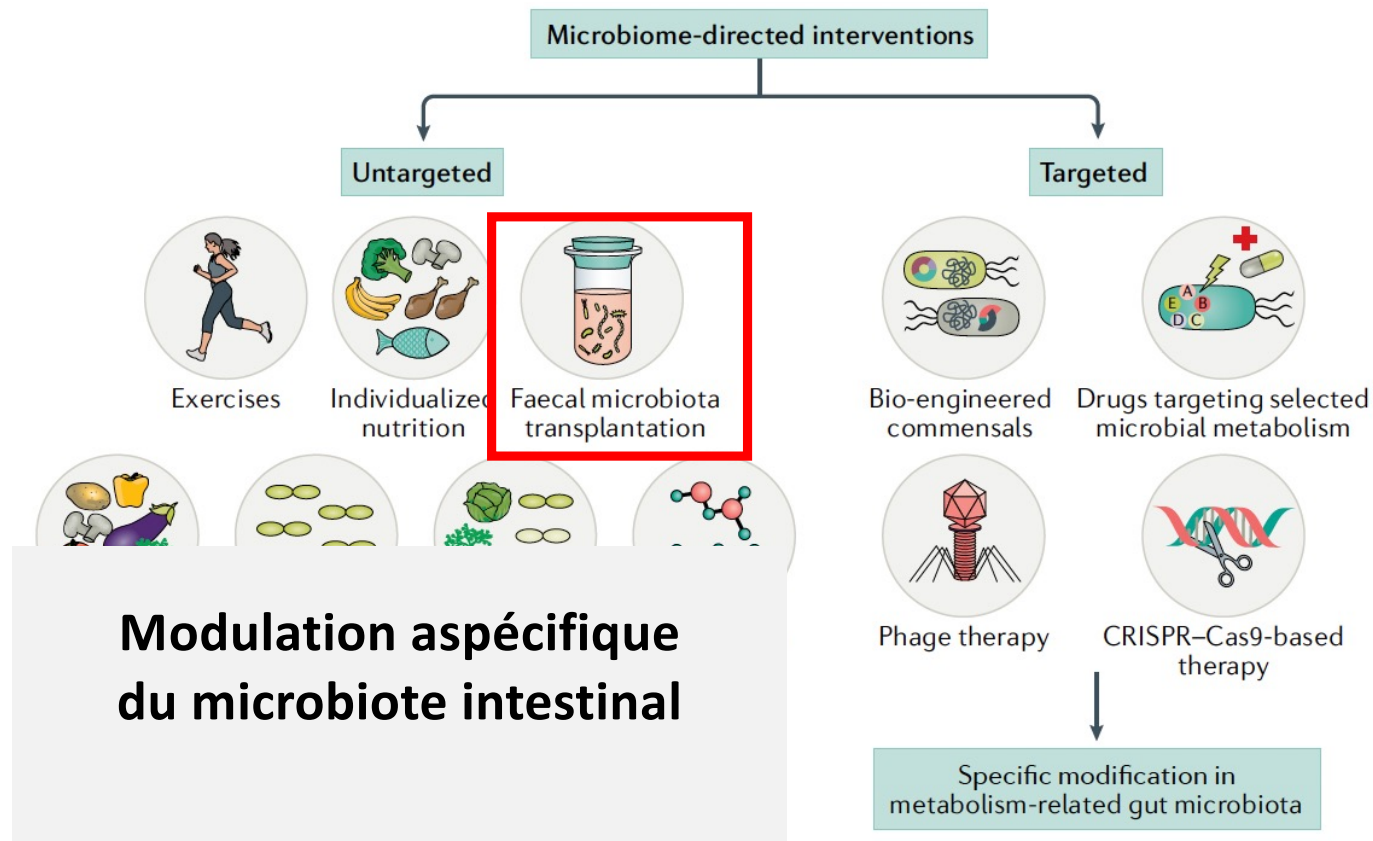 Microbiome-directed interventions
Untargeted
Targeted
Exercises
Individualized
nutrition
Faecal microbiota
transplantation
Bio-engineered
commensals
Drugs targeting selected
microbial metabolism
A
B
C
D
E
Phage therapy
CRISPR–Cas9-based
therapy
Modulation aspécifique
du microbiote intestinal
Specific modification in
metabolism-related gut microbiota